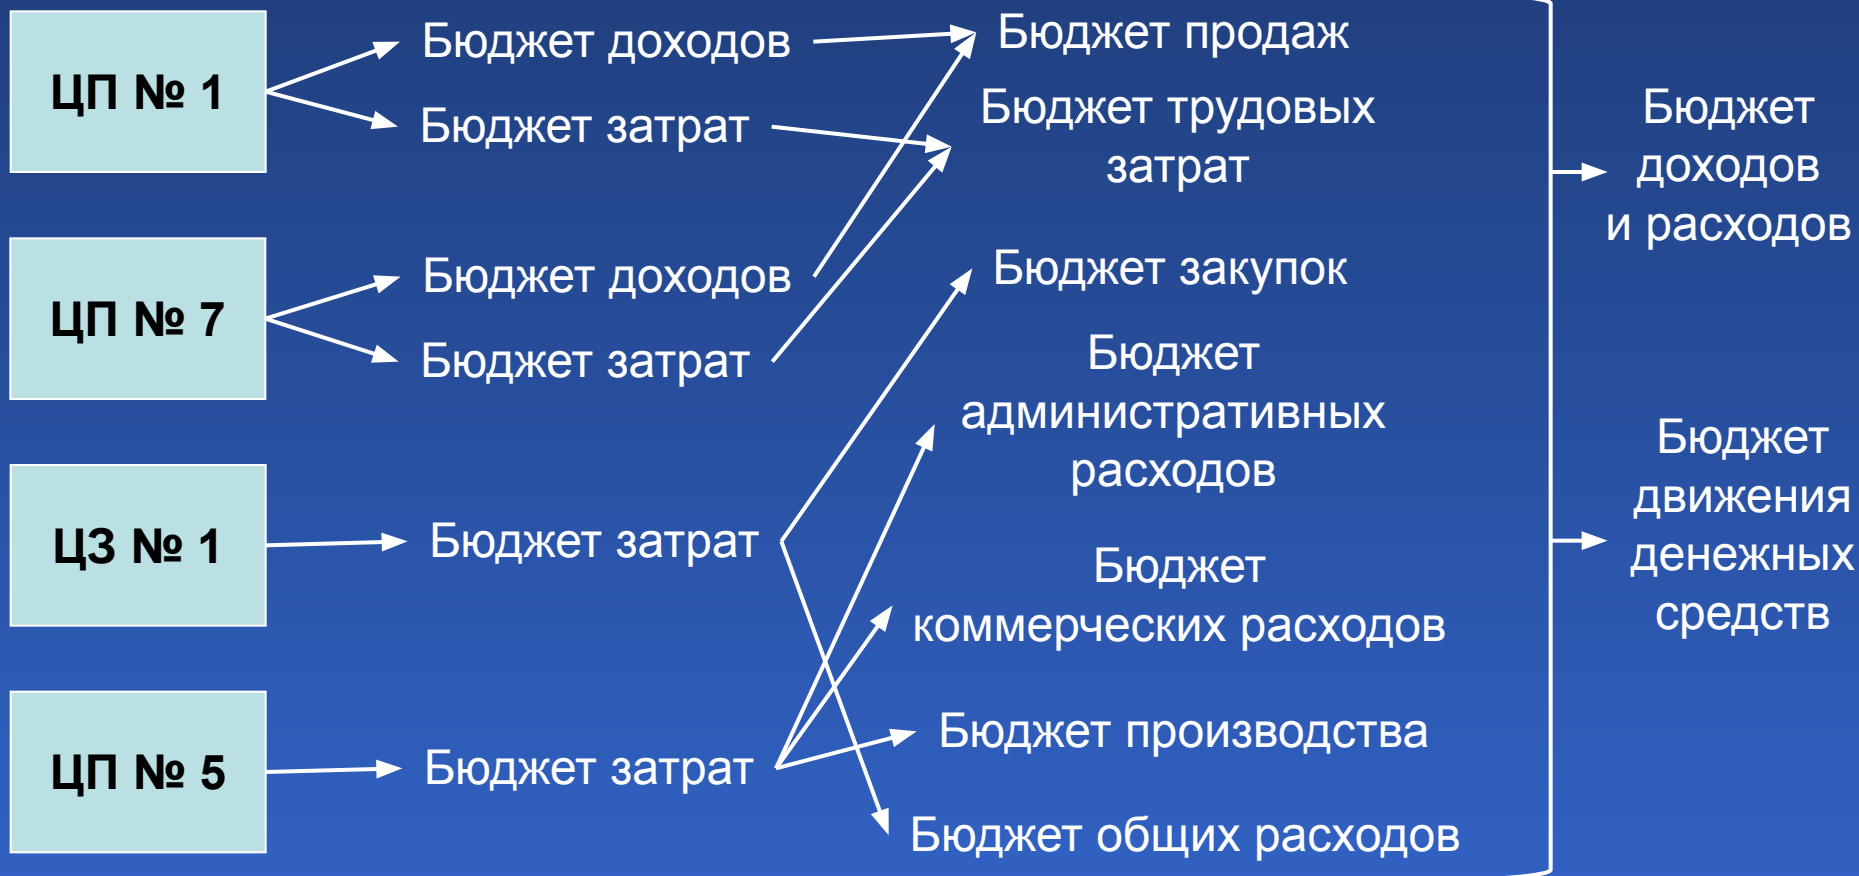 ЦП № 1
Бюджет доходов
Бюджет затрат
ЦП № 7
Бюджет доходов
Бюджет затрат
ЦЗ № 1
Бюджет затрат
ЦП № 5
Бюджет затрат
Бюджет продаж
Бюджет трудовых
затрат
Бюджет закупок
Бюджет
административных
расходов
Бюджет
коммерческих расходов
Бюджет производства
Бюджет общих расходов
Бюджет
доходов
и расходов
Бюджет
движения
денежных
средств